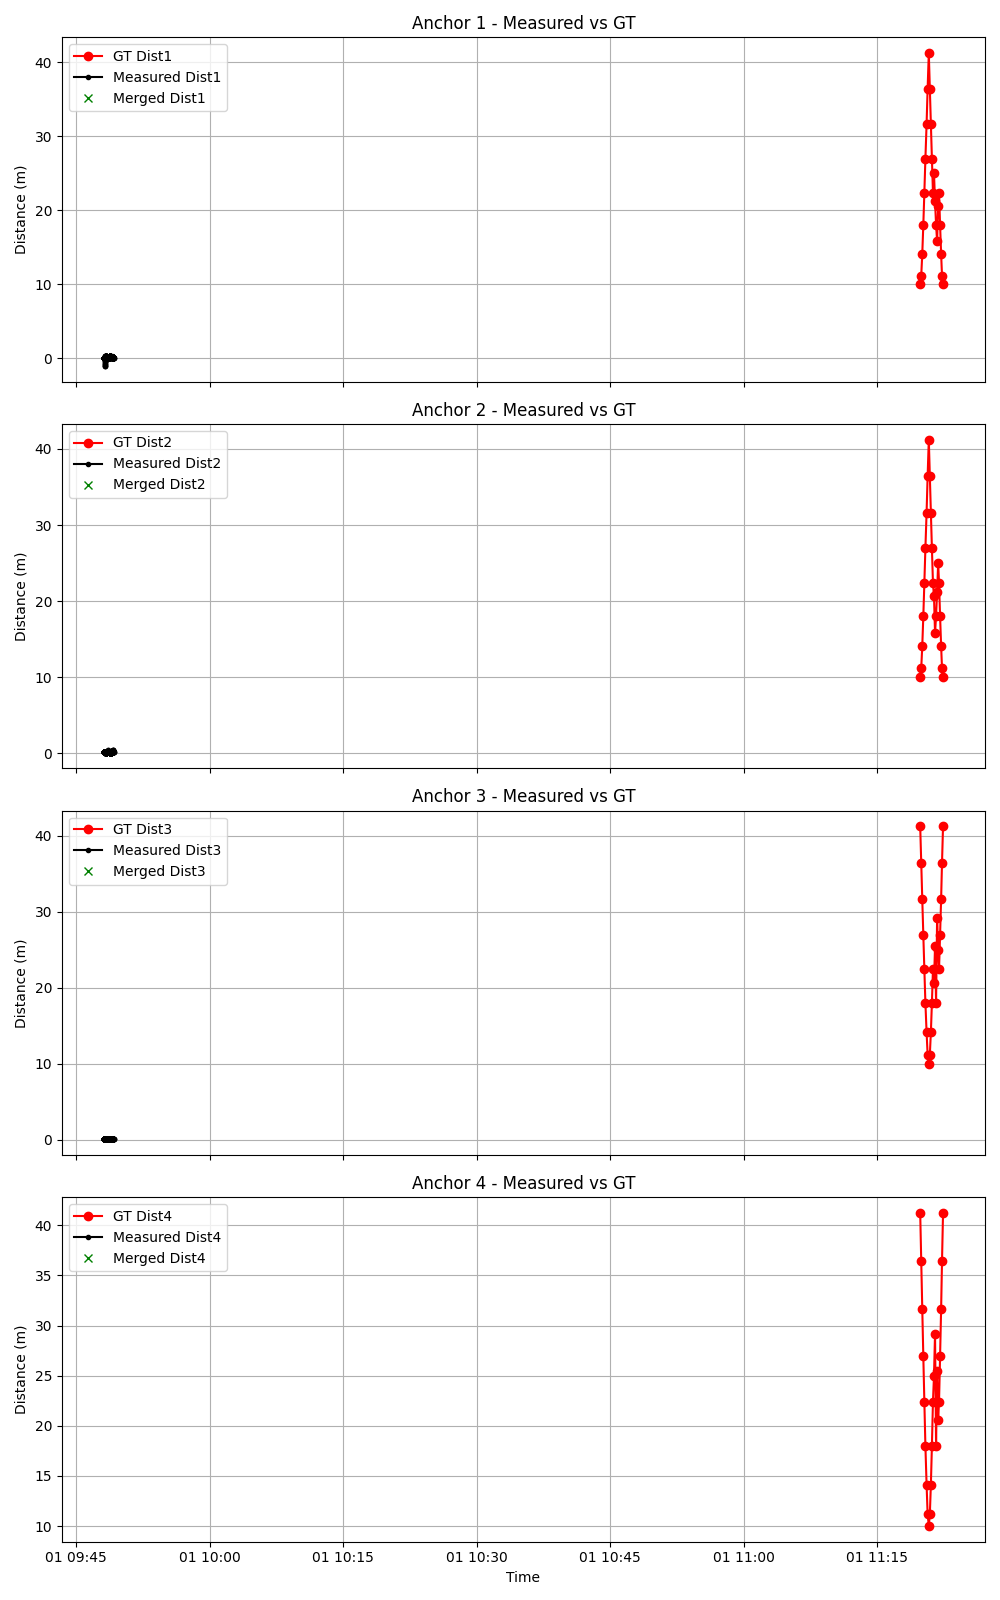 Anchor 1 - Measured vs GT
GT Dist1
Measured Dist1
Merged Dist1
Distance (m)
40
30
20
10
0
Anchor 2 - Measured vs GT
GT Dist2
Measured Dist2
Merged Dist2
Distance (m)
40
30
20
10
0
Anchor 3 - Measured vs GT
GT Dist3
Measured Dist3
Merged Dist3
Distance (m)
40
30
20
10
0
Anchor 4 - Measured vs GT
GT Dist4
Measured Dist4
Merged Dist4
Distance (m)
40
35
30
25
20
15
10
01 09:45 01 10:00 01 10:15 01 10:30 01 10:45 01 11:00 01 11:15
Time